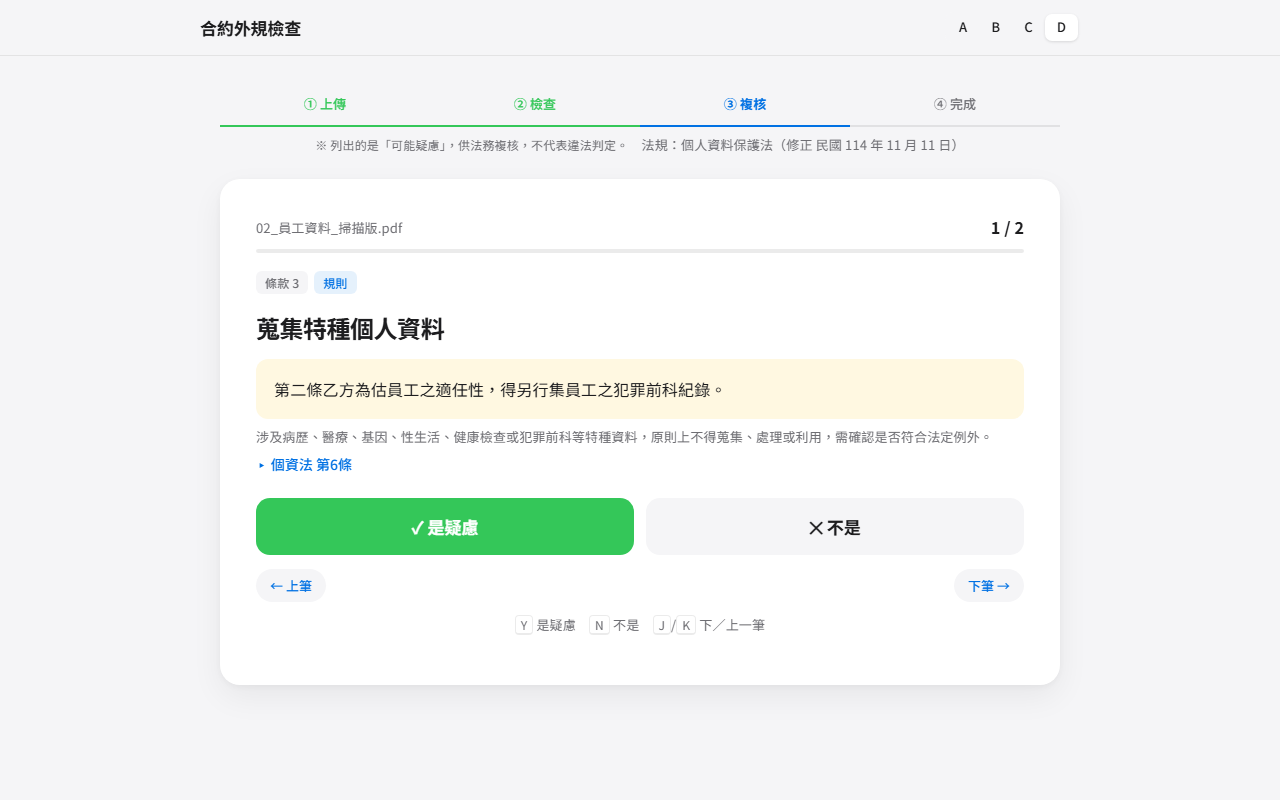 合約外規檢查
A B C D
① 上傳 ② 檢查 ③ 複核 ④ 完成
※ 列出的是「可能疑慮」，供法務複核，不代表違法判定。 法規：個人資料保護法（修正 民國 114 年 11 月 11 日）
02_員工資料_掃描版.pdf 1 / 2
條款 3 規則
蒐集特種個人資料
第二條乙方為估員工之適任性，得另行集員工之犯罪前科紀錄。
涉及病歷、醫療、基因、性生活、健康檢查或犯罪前科等特種資料，原則上不得蒐集、處理或利用，需確認是否符合法定例外。
▸ 個資法 第6條
✓ 是疑慮 ✕ 不是
← 上筆 下筆 →
Y 是疑慮 N 不是 J/K 下／上一筆